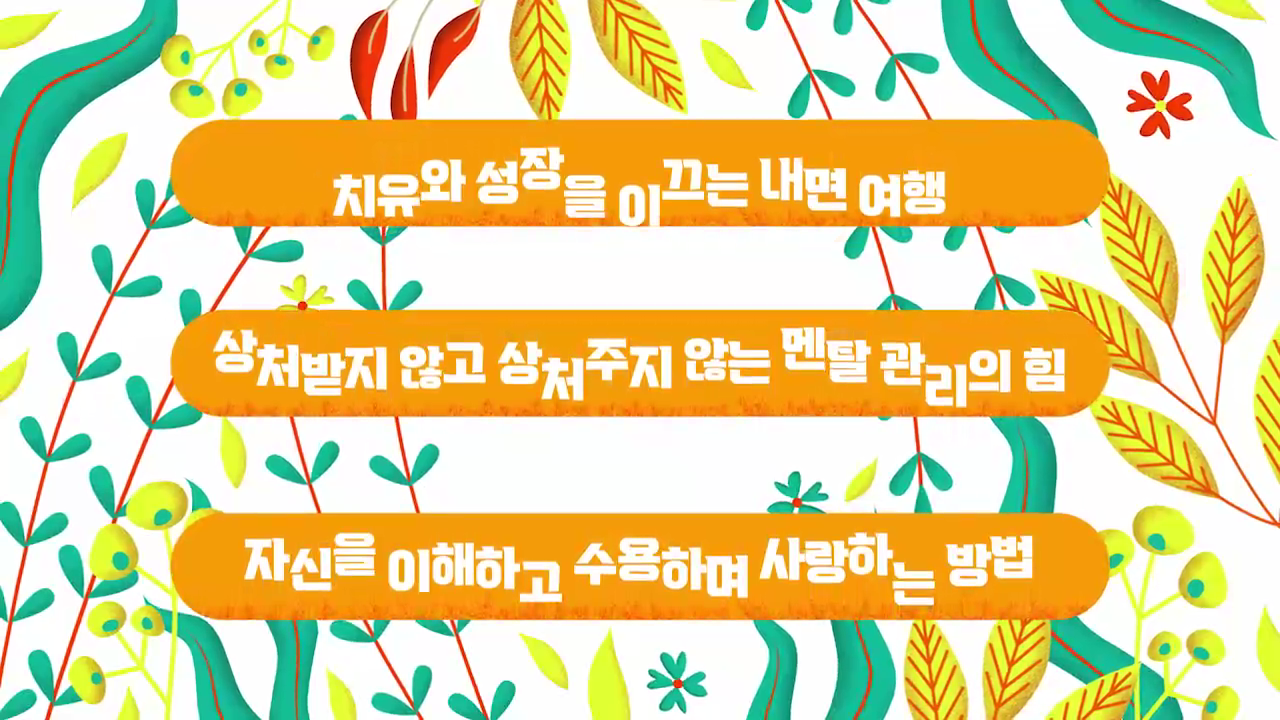 치유와 성장을 이끄는 내면 여행
상처받지 않고 상처주지 않는 멘탈 관리의 힘
자신을 이해하고 수용하며 사랑하는 방법